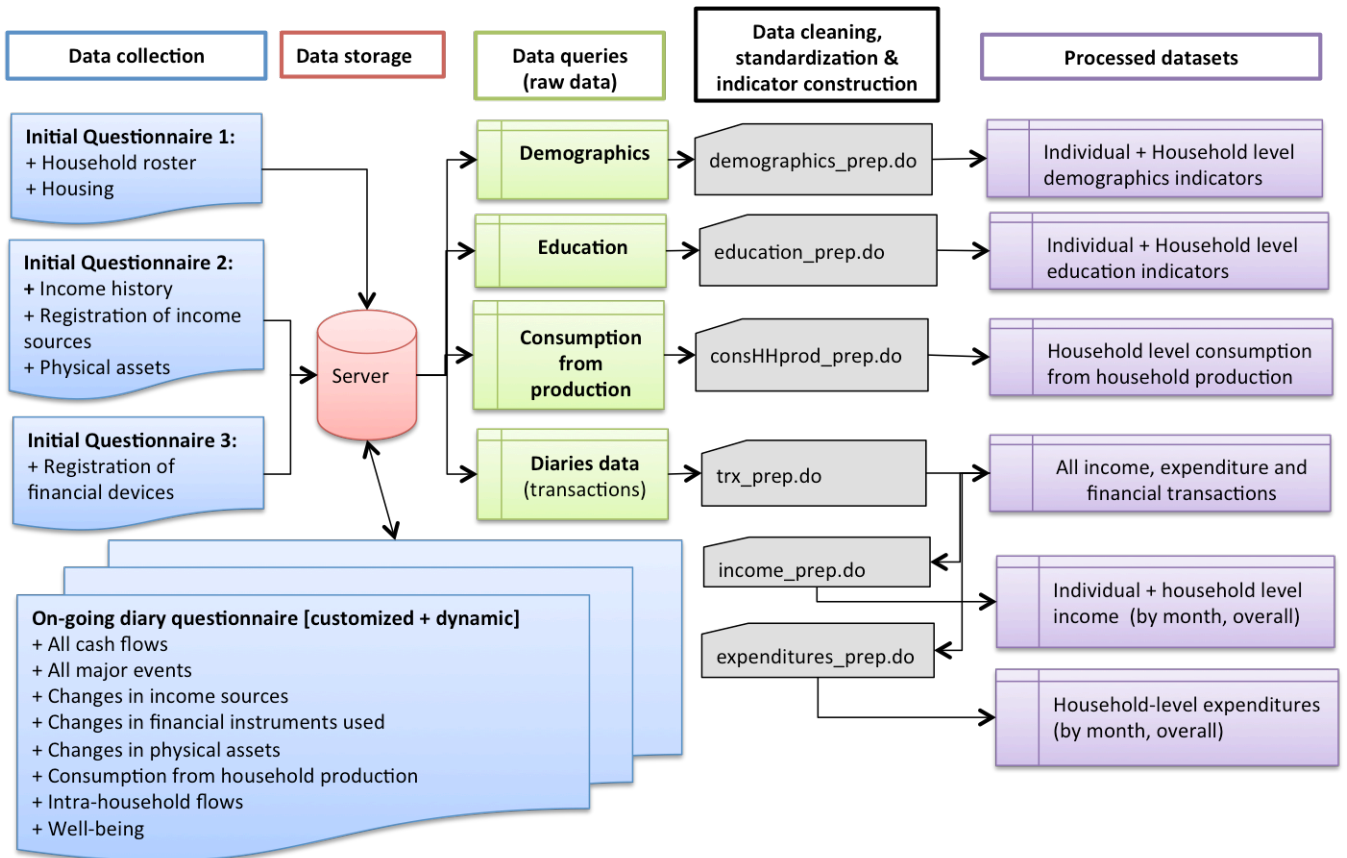 Data collection
Data storage
Data queries
(raw data)
Data cleaning,
standardization &
indicator construction
Processed datasets
Initial Questionnaire 1:
+ Household roster
+ Housing
Initial Questionnaire 2:
+ Income history
+ Registration of income
sources
+ Physical assets
Initial Questionnaire 3:
+ Registration of
financial devices
On-going diary questionnaire [customized + dynamic]
+ All cash flows
+ All major events
+ Changes in income sources
+ Changes in financial instruments used
+ Changes in physical assets
+ Consumption from household production
+ Intra-household flows
+ Well-being
Server
Demographics
Education
Consumption
from
production
Diaries data
(transactions)
demographics_prep.do
education_prep.do
consHHprod_prep.do
trx_prep.do
income_prep.do
expenditures_prep.do
Individual + Household level
demographics indicators
Individual + Household level
education indicators
Household level consumption
from household production
All income, expenditure and
financial transactions
Individual + household level
income (by month, overall)
Household-level expenditures
(by month, overall)